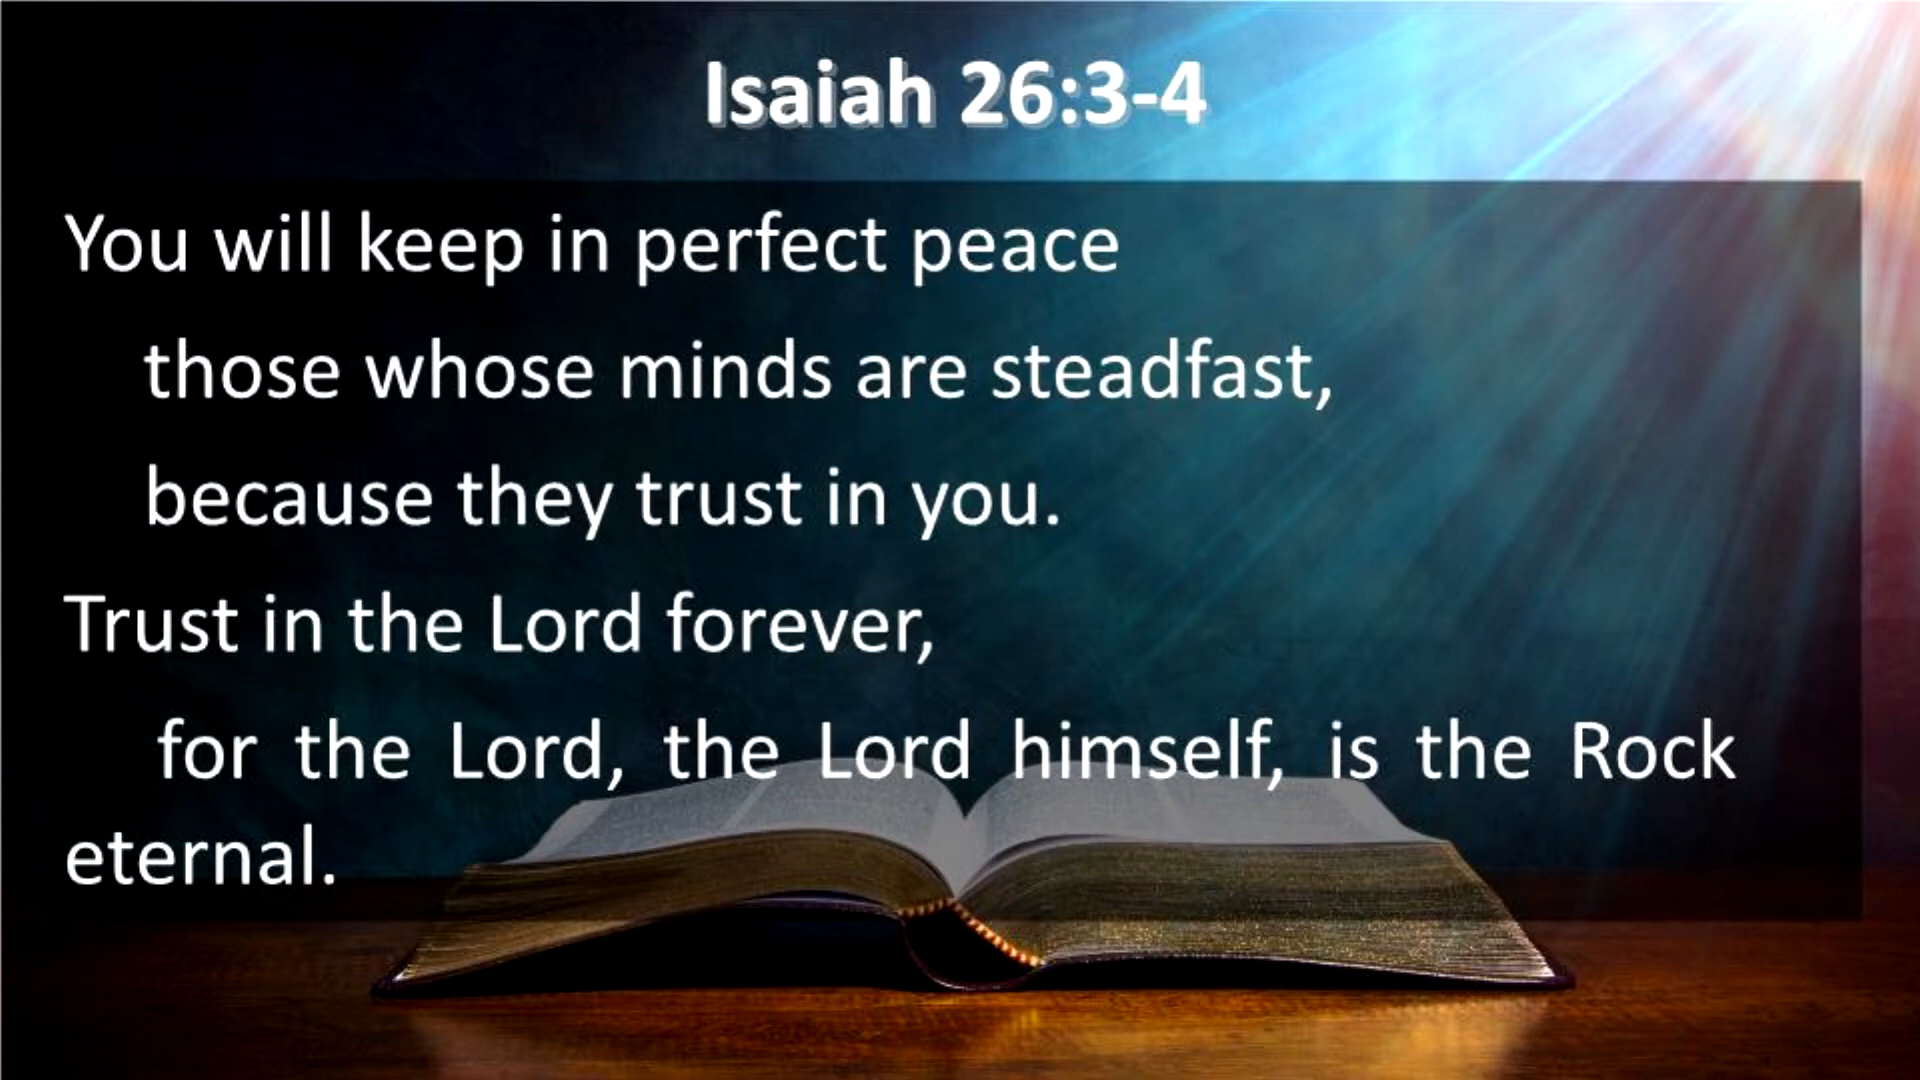 Isaiah 26:3-4
You will keep in perfect peace
those whose minds are steadfast,
because they trust in you.
Trust in the Lord forever,
for the Lord, the Lord himself, is the Rock
eternal.